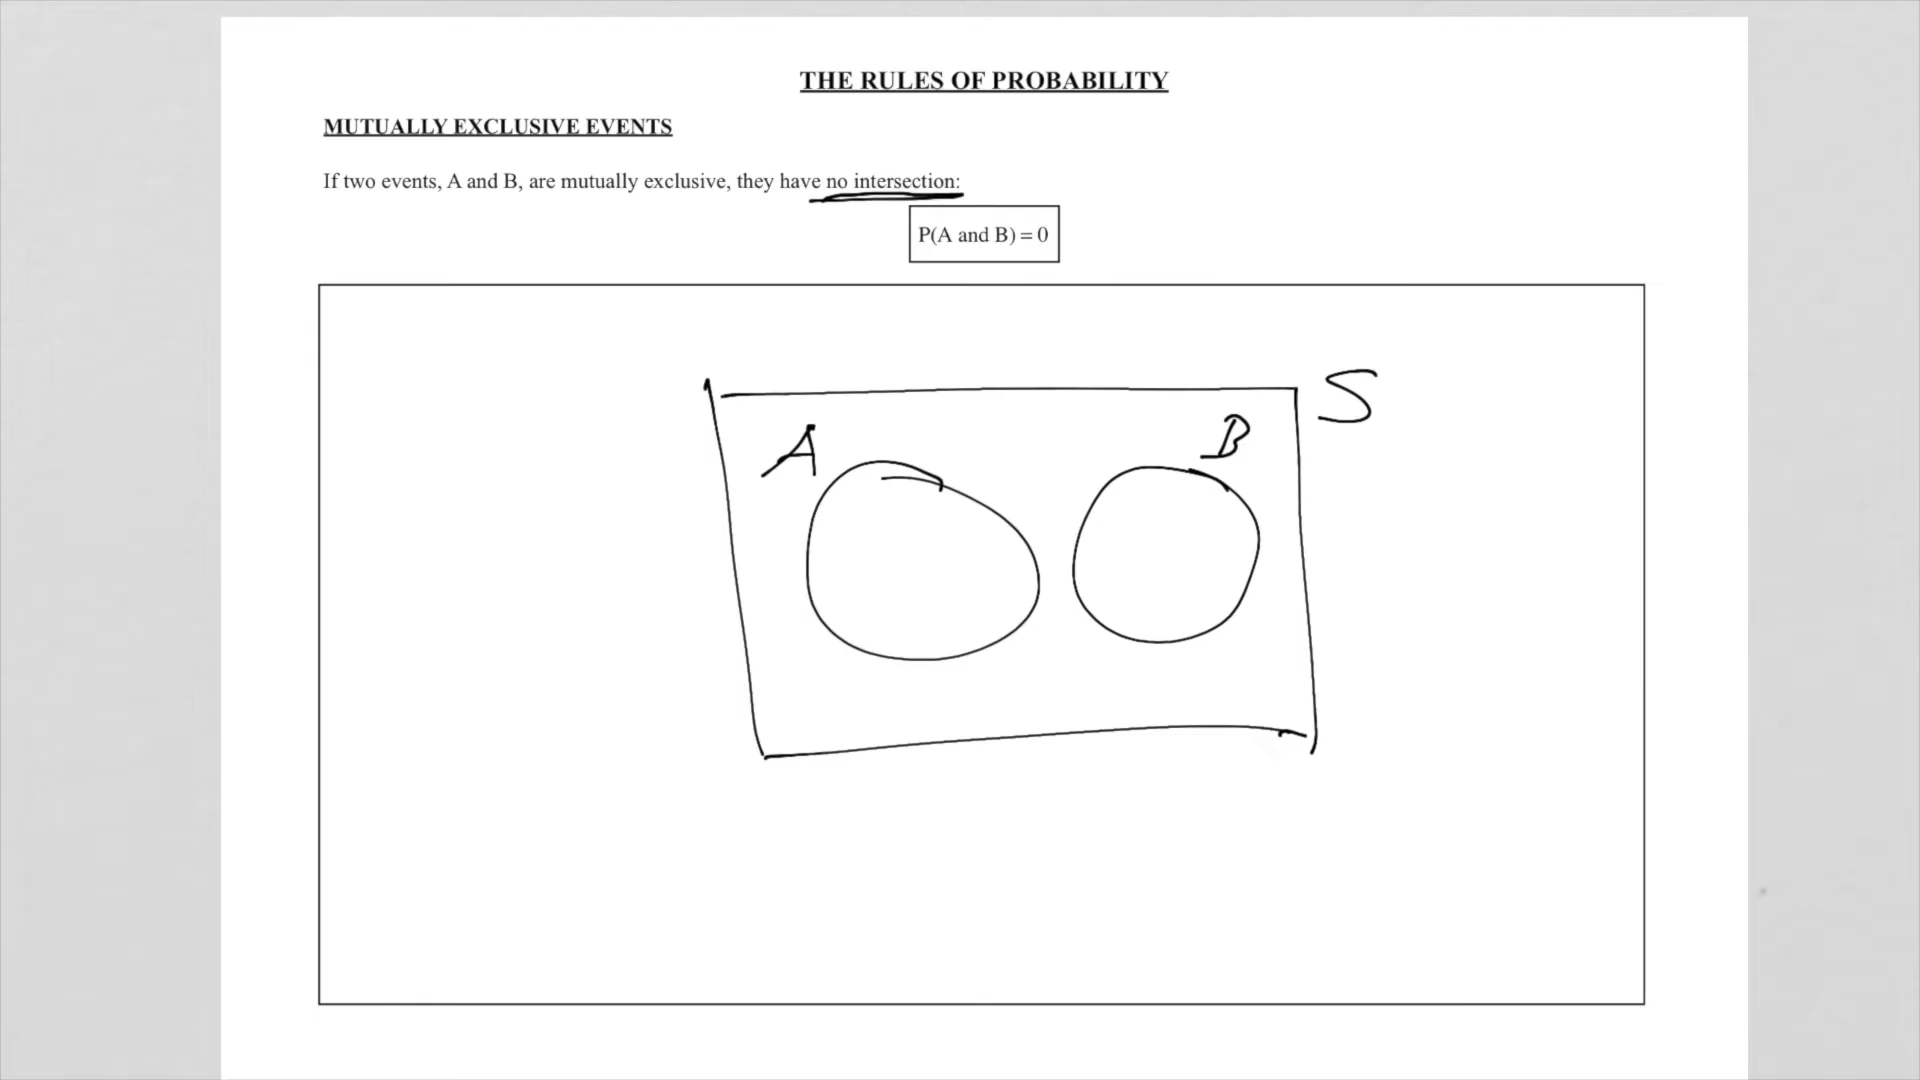 THE RULES OF PROBABILITY
MUTUALLY EXCLUSIVE EVENTS
If two events, A and B, are mutually exclusive, they have no intersection:
P(A and B) = 0
S
A
B